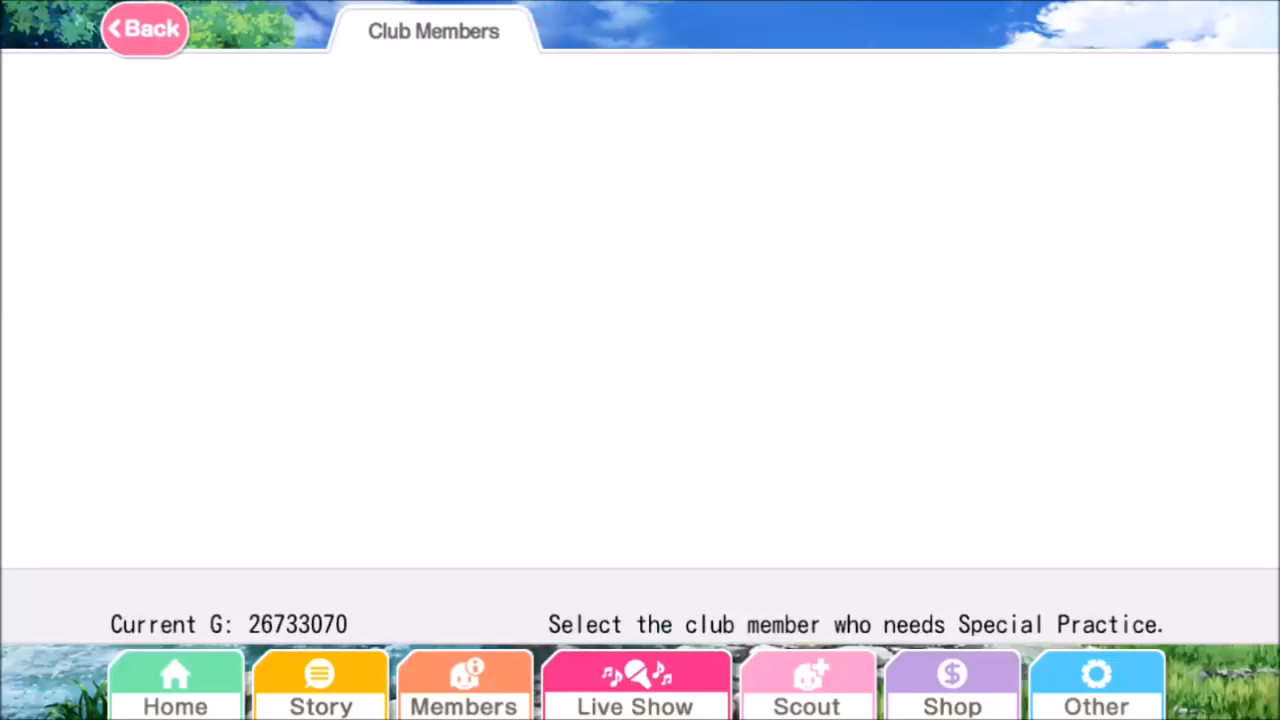 Back
Club Members
Current G: 26733070
Select the club member who needs Special Practice.
Home
Story
Members
Live Show
Scout
Shop
Other